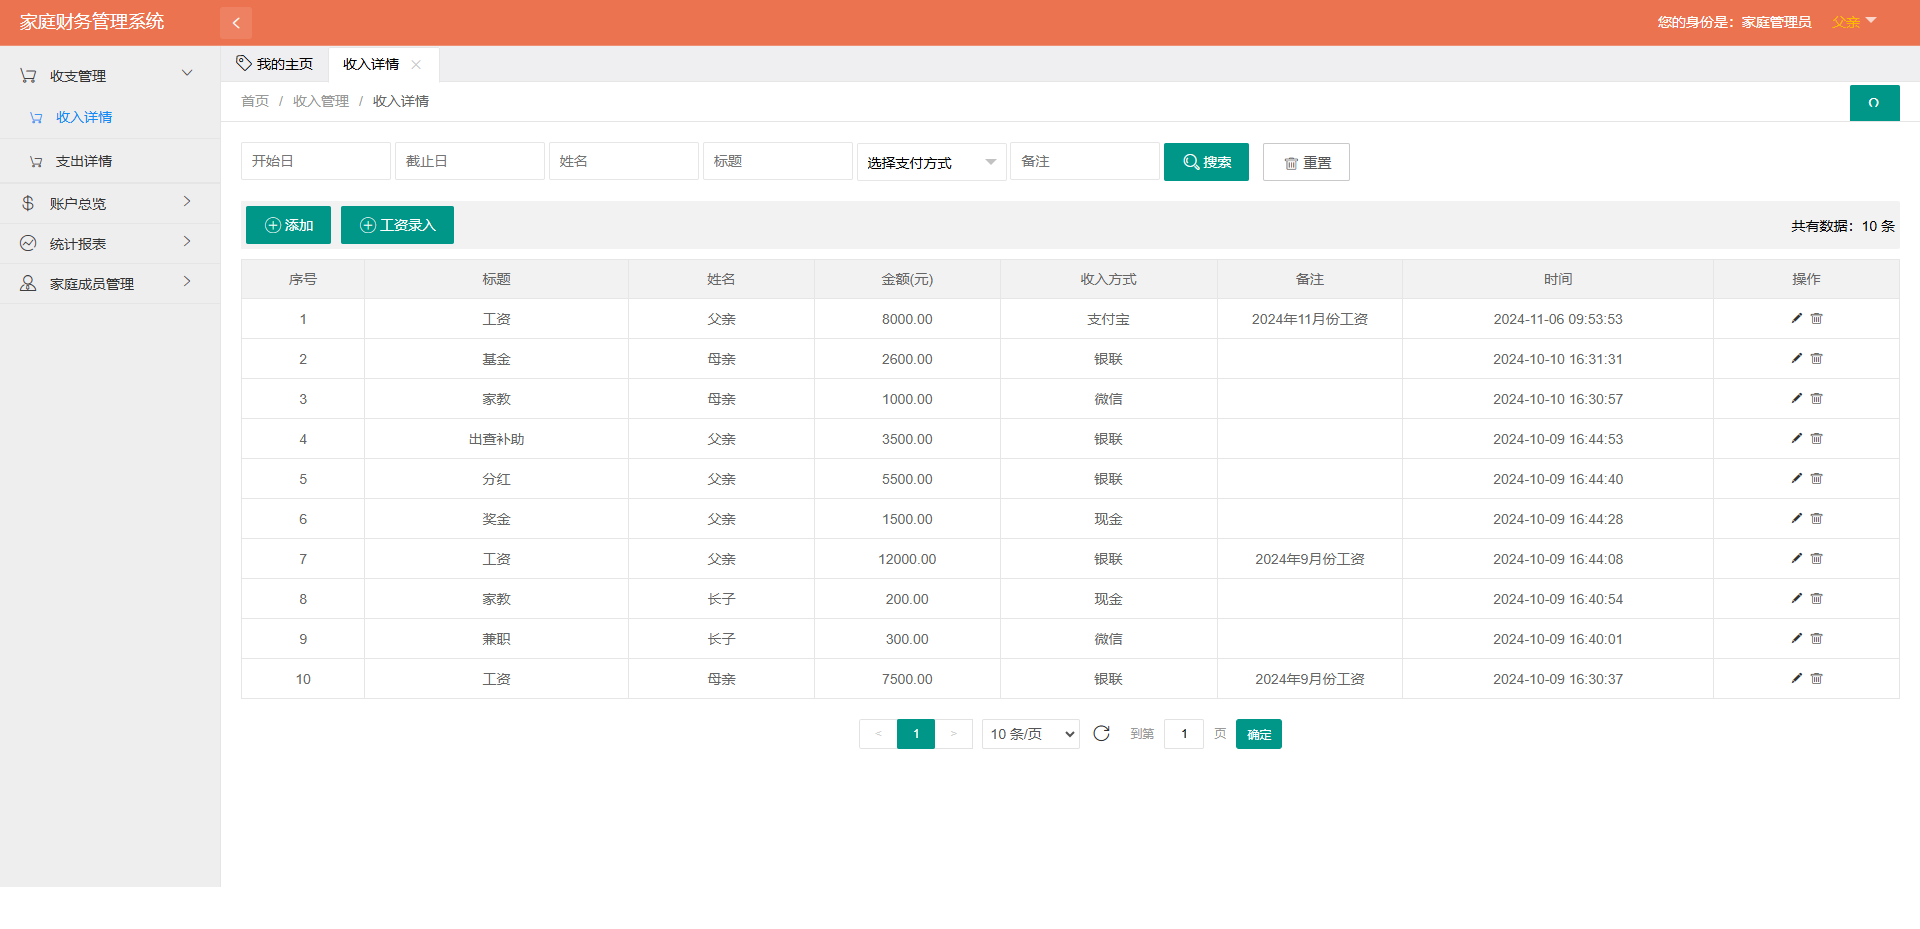 家庭财务管理系统
您的身份是：家庭管理员 父亲
收支管理
收入详情
支出详情
账户总览
统计报表
家庭成员管理
我的主页 收入详情
首页 / 收入管理 / 收入详情
开始日 截止日 姓名 标题 选择支付方式 备注 搜索 重置
添加 工资录入 共有数据：10 条
序号 标题 姓名 金额(元) 收入方式 备注 时间 操作
1 工资 父亲 8000.00 支付宝 2024年11月份工资 2024-11-06 09:53:53
2 基金 母亲 2600.00 银联 2024-10-10 16:31:31
3 家教 母亲 1000.00 微信 2024-10-10 16:30:57
4 出查补助 父亲 3500.00 银联 2024-10-09 16:44:53
5 分红 父亲 5500.00 银联 2024-10-09 16:44:40
6 奖金 父亲 1500.00 现金 2024-10-09 16:44:28
7 工资 父亲 12000.00 银联 2024年9月份工资 2024-10-09 16:44:08
8 家教 长子 200.00 现金 2024-10-09 16:40:54
9 兼职 长子 300.00 微信 2024-10-09 16:40:01
10 工资 母亲 7500.00 银联 2024年9月份工资 2024-10-09 16:30:37
< 1 > 10 条/页 到第 1 页 确定